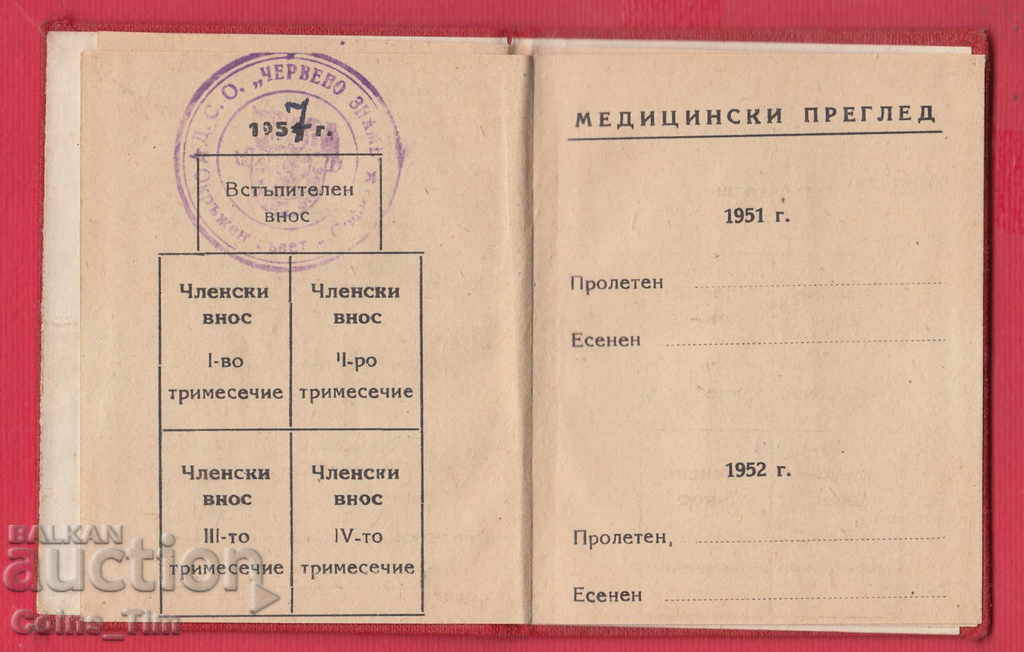 Д. С. О. „ЧЕРВЕНО ЗНАМЕ"
1957 г.
Встъпителен
внос
Членски
внос
I-во
тримесечие
Членски
внос
II-ро
тримесечие
Членски
внос
III-то
тримесечие
Членски
внос
IV-то
тримесечие
МЕДИЦИНСКИ ПРЕГЛЕД
1951 г.
Пролетен
Есенен
1952 г.
Пролетен
Есенен
BALKAN
auction
Coins_Tim